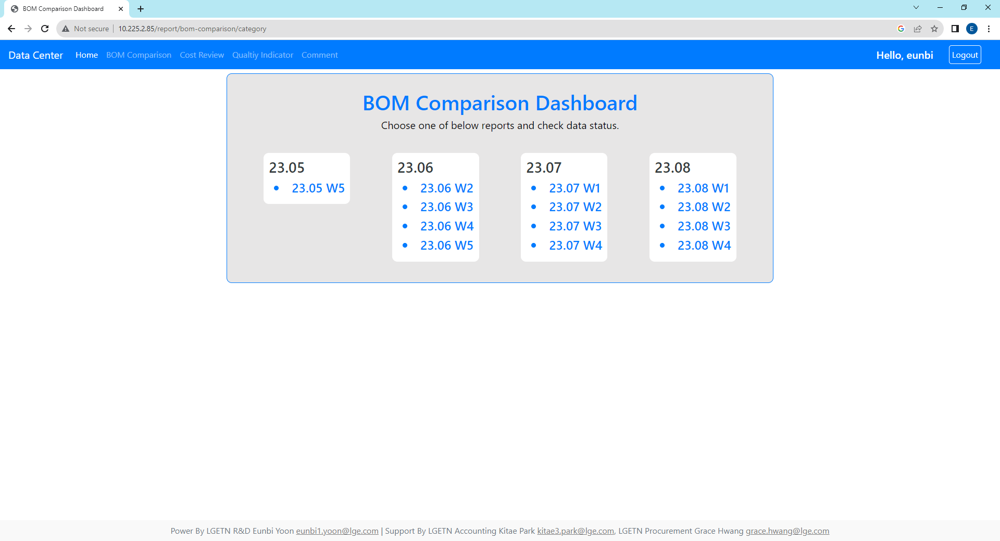 BOM Comparison Dashboard
Not secure | 10.225.2.85/report/bom-comparison/category
E
Data Center Home BOM Comparison Cost Review Qualtiy Indicator Comment Hello, eunbi Logout
BOM Comparison Dashboard
Choose one of below reports and check data status.
23.05
23.05 W5
23.06
23.06 W2
23.06 W3
23.06 W4
23.06 W5
23.07
23.07 W1
23.07 W2
23.07 W3
23.07 W4
23.08
23.08 W1
23.08 W2
23.08 W3
23.08 W4
Power By LGETN R&D Eunbi Yoon eunbi1.yoon@lge.com | Support By LGETN Accounting Kitae Park kitae3.park@lge.com, LGETN Procurement Grace Hwang grace.hwang@lge.com